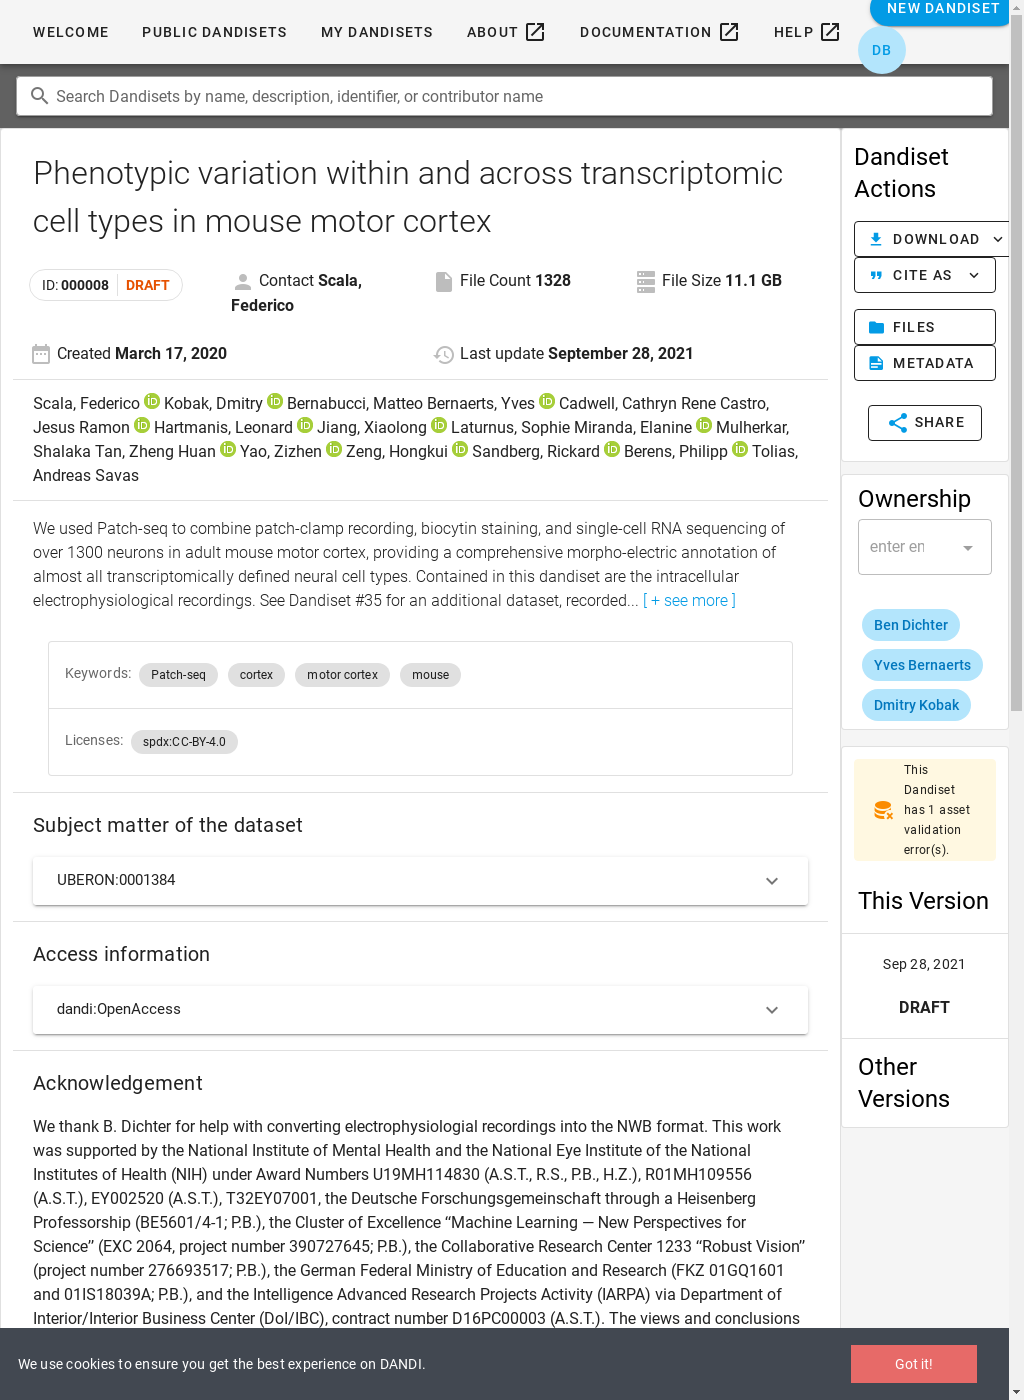 WELCOME PUBLIC DANDISETS MY DANDISETS ABOUT DOCUMENTATION HELP NEW DANDISET
DB
Search Dandisets by name, description, identifier, or contributor name
Phenotypic variation within and across transcriptomic
cell types in mouse motor cortex
ID: 000008 DRAFT
Contact Scala,
Federico
File Count 1328
File Size 11.1 GB
Created March 17, 2020
Last update September 28, 2021
Scala, Federico iD Kobak, Dmitry iD Bernabucci, Matteo Bernaerts, Yves iD Cadwell, Cathryn Rene Castro,
Jesus Ramon iD Hartmanis, Leonard iD Jiang, Xiaolong iD Laturnus, Sophie Miranda, Elanine iD Mulherkar,
Shalaka Tan, Zheng Huan iD Yao, Zizhen iD Zeng, Hongkui iD Sandberg, Rickard iD Berens, Philipp iD Tolias,
Andreas Savas
We used Patch-seq to combine patch-clamp recording, biocytin staining, and single-cell RNA sequencing of
over 1300 neurons in adult mouse motor cortex, providing a comprehensive morpho-electric annotation of
almost all transcriptomically defined neural cell types. Contained in this dandiset are the intracellular
electrophysiological recordings. See Dandiset #35 for an additional dataset, recorded... [ + see more ]
Keywords: Patch-seq cortex motor cortex mouse
Licenses: spdx:CC-BY-4.0
Subject matter of the dataset
UBERON:0001384
Access information
dandi:OpenAccess
Acknowledgement
We thank B. Dichter for help with converting electrophysiologial recordings into the NWB format. This work
was supported by the National Institute of Mental Health and the National Eye Institute of the National
Institutes of Health (NIH) under Award Numbers U19MH114830 (A.S.T., R.S., P.B., H.Z.), R01MH109556
(A.S.T.), EY002520 (A.S.T.), T32EY07001, the Deutsche Forschungsgemeinschaft through a Heisenberg
Professorship (BE5601/4-1; P.B.), the Cluster of Excellence “Machine Learning — New Perspectives for
Science” (EXC 2064, project number 390727645; P.B.), the Collaborative Research Center 1233 “Robust Vision”
(project number 276693517; P.B.), the German Federal Ministry of Education and Research (FKZ 01GQ1601
and 01IS18039A; P.B.), and the Intelligence Advanced Research Projects Activity (IARPA) via Department of
Interior/Interior Business Center (DoI/IBC), contract number D16PC00003 (A.S.T.). The views and conclusions
Dandiset
Actions
DOWNLOAD
CITE AS
FILES
METADATA
SHARE
Ownership
enter en
Ben Dichter
Yves Bernaerts
Dmitry Kobak
This
Dandiset
has 1 asset
validation
error(s).
This Version
Sep 28, 2021
DRAFT
Other
Versions
We use cookies to ensure you get the best experience on DANDI.
Got it!